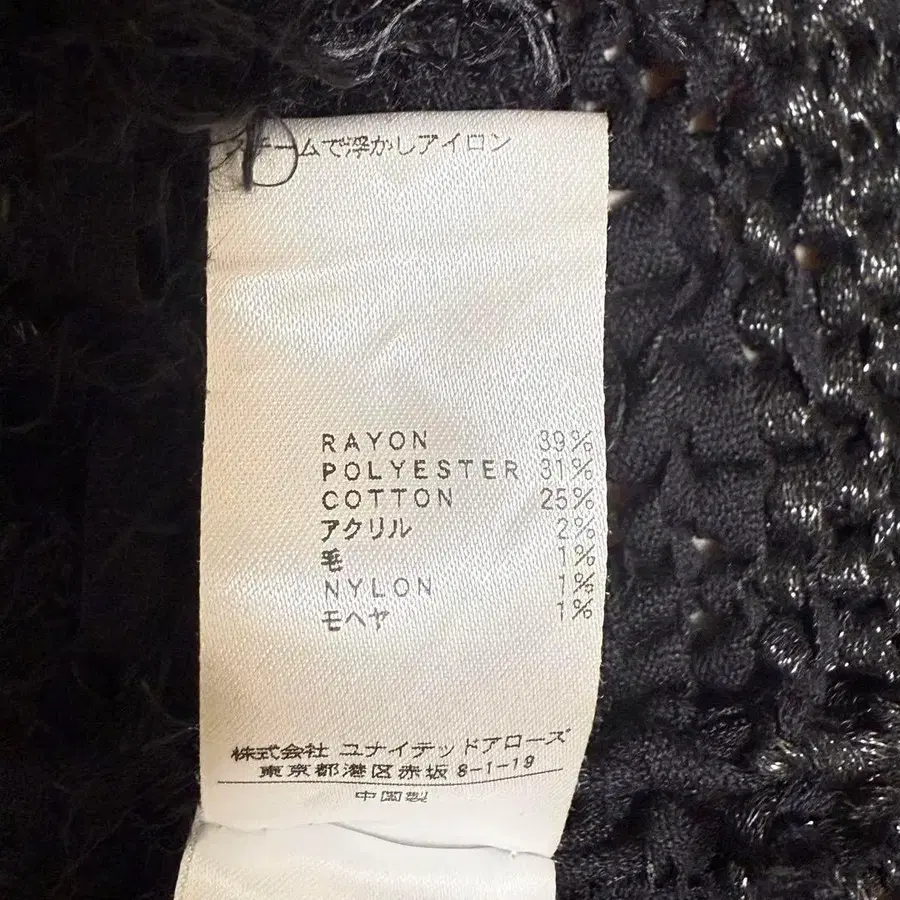 スチームで浮かしアイロン
RAYON 39%
POLYESTER 31%
COTTON 25%
アクリル 2%
毛 1%
NYLON 1%
モヘヤ 1%
株式会社 ユナイテッドアローズ
東京都港区赤坂 8-1-19
中国製